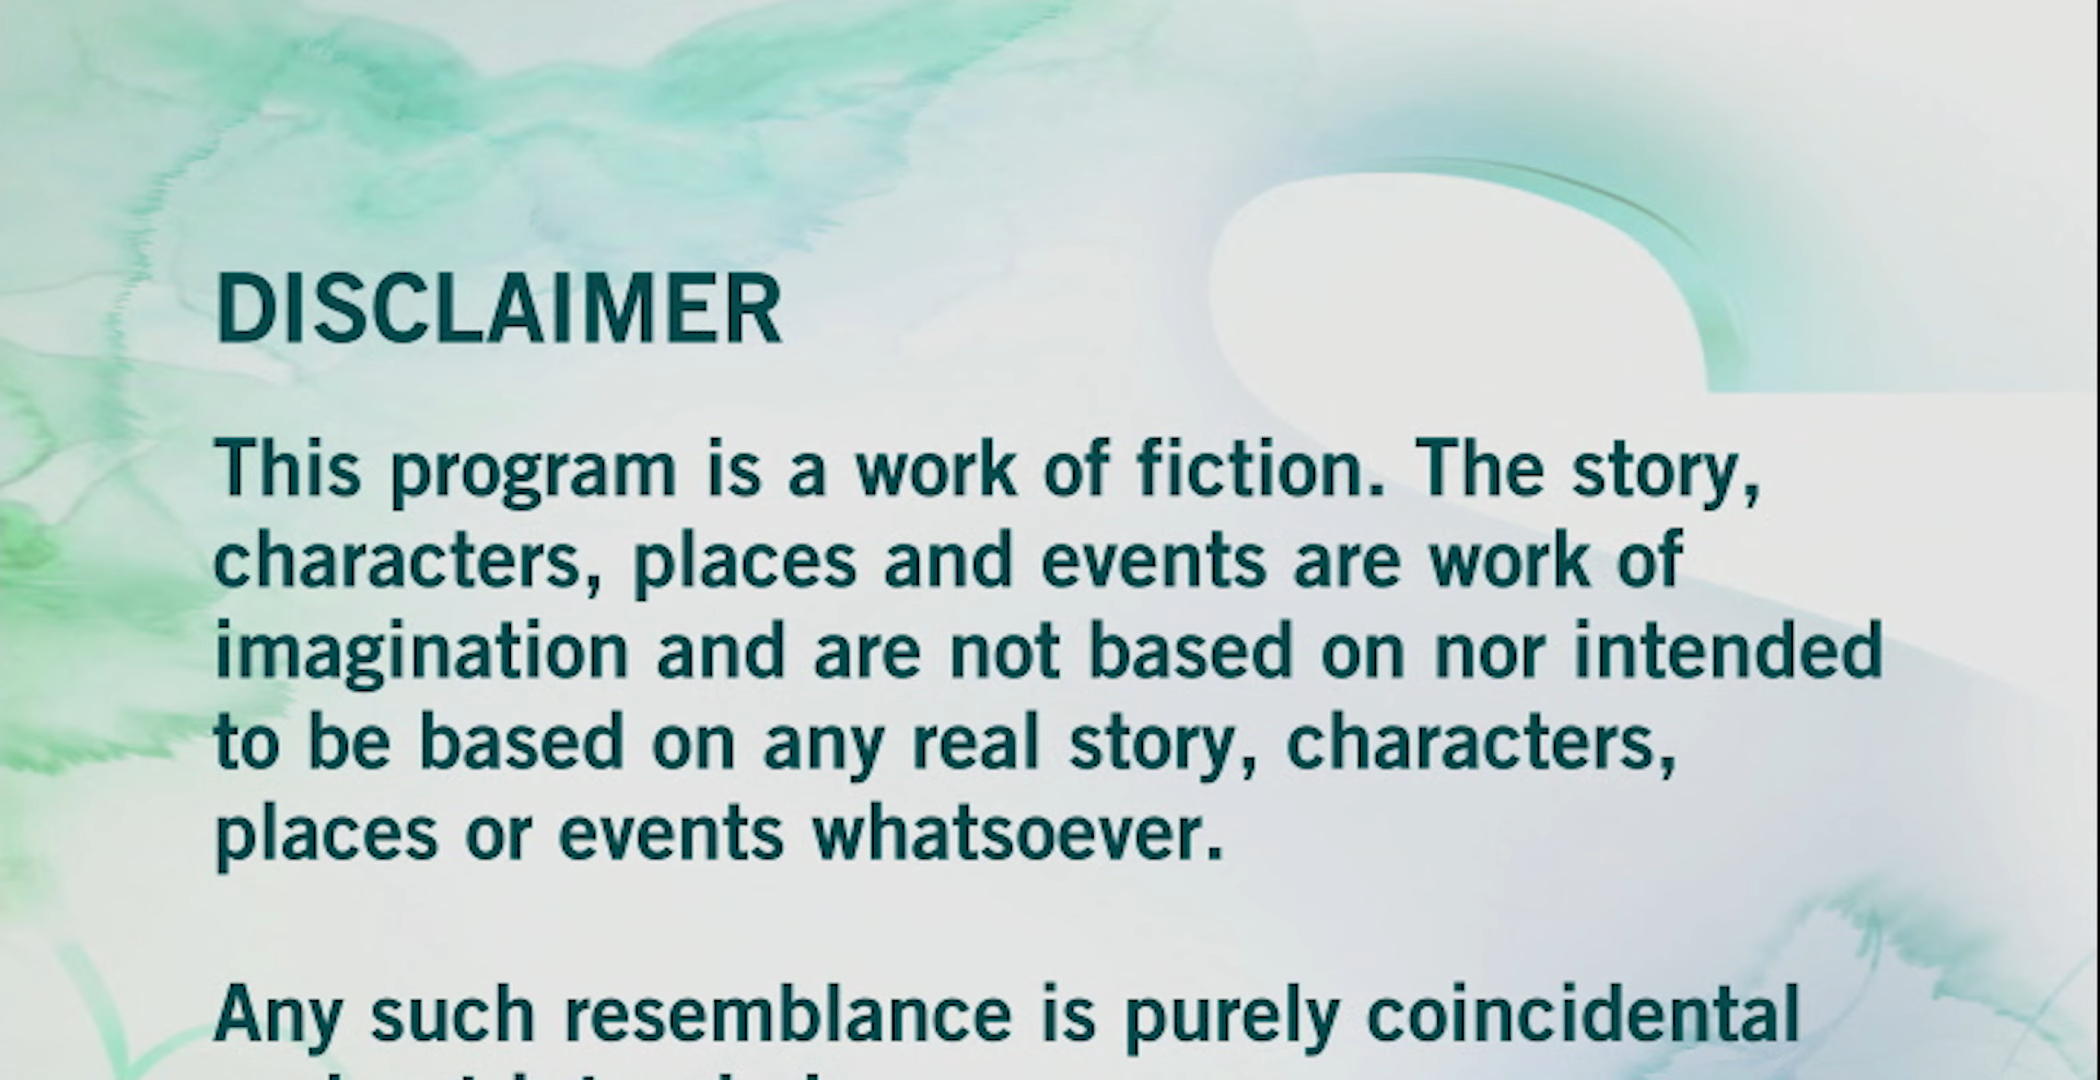 DISCLAIMER
This program is a work of fiction. The story,
characters, places and events are work of
imagination and are not based on nor intended
to be based on any real story, characters,
places or events whatsoever.
Any such resemblance is purely coincidental